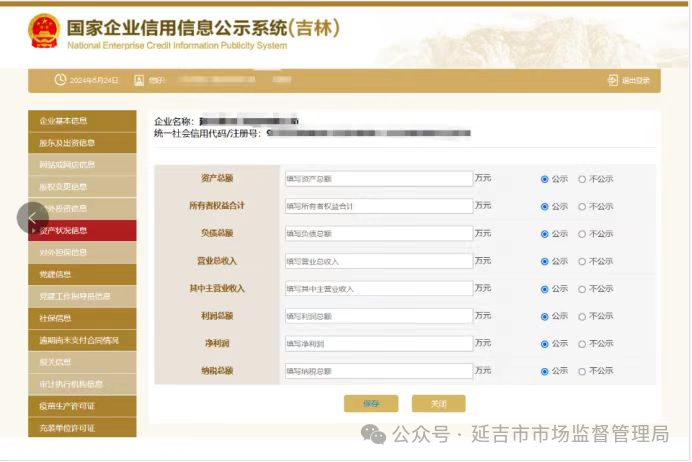 国家企业信用信息公示系统(吉林)
National Enterprise Credit Information Publicity System
2024年6月24日 您好: 退出登录
企业基本信息
股东及出资信息
网站或网店信息
股权变更信息
对外投资信息
资产状况信息
对外担保信息
党建信息
党建工作指导员信息
社保信息
逾期尚未支付合同情况
报关信息
审计执行机构信息
疫苗生产许可证
充装单位许可证
企业名称:
统一社会信用代码/注册号: 9
资产总额 填写资产总额 万元 公示 不公示
所有者权益合计 填写所有者权益合计 万元 公示 不公示
负债总额 填写负债总额 万元 公示 不公示
营业总收入 填写营业总收入 万元 公示 不公示
其中主营业收入 填写其中主营业收入 万元 公示 不公示
利润总额 填写利润总额 万元 公示 不公示
净利润 填写净利润 万元 公示 不公示
纳税总额 填写纳税总额 万元 公示 不公示
保存 关闭
公众号·延吉市市场监督管理局